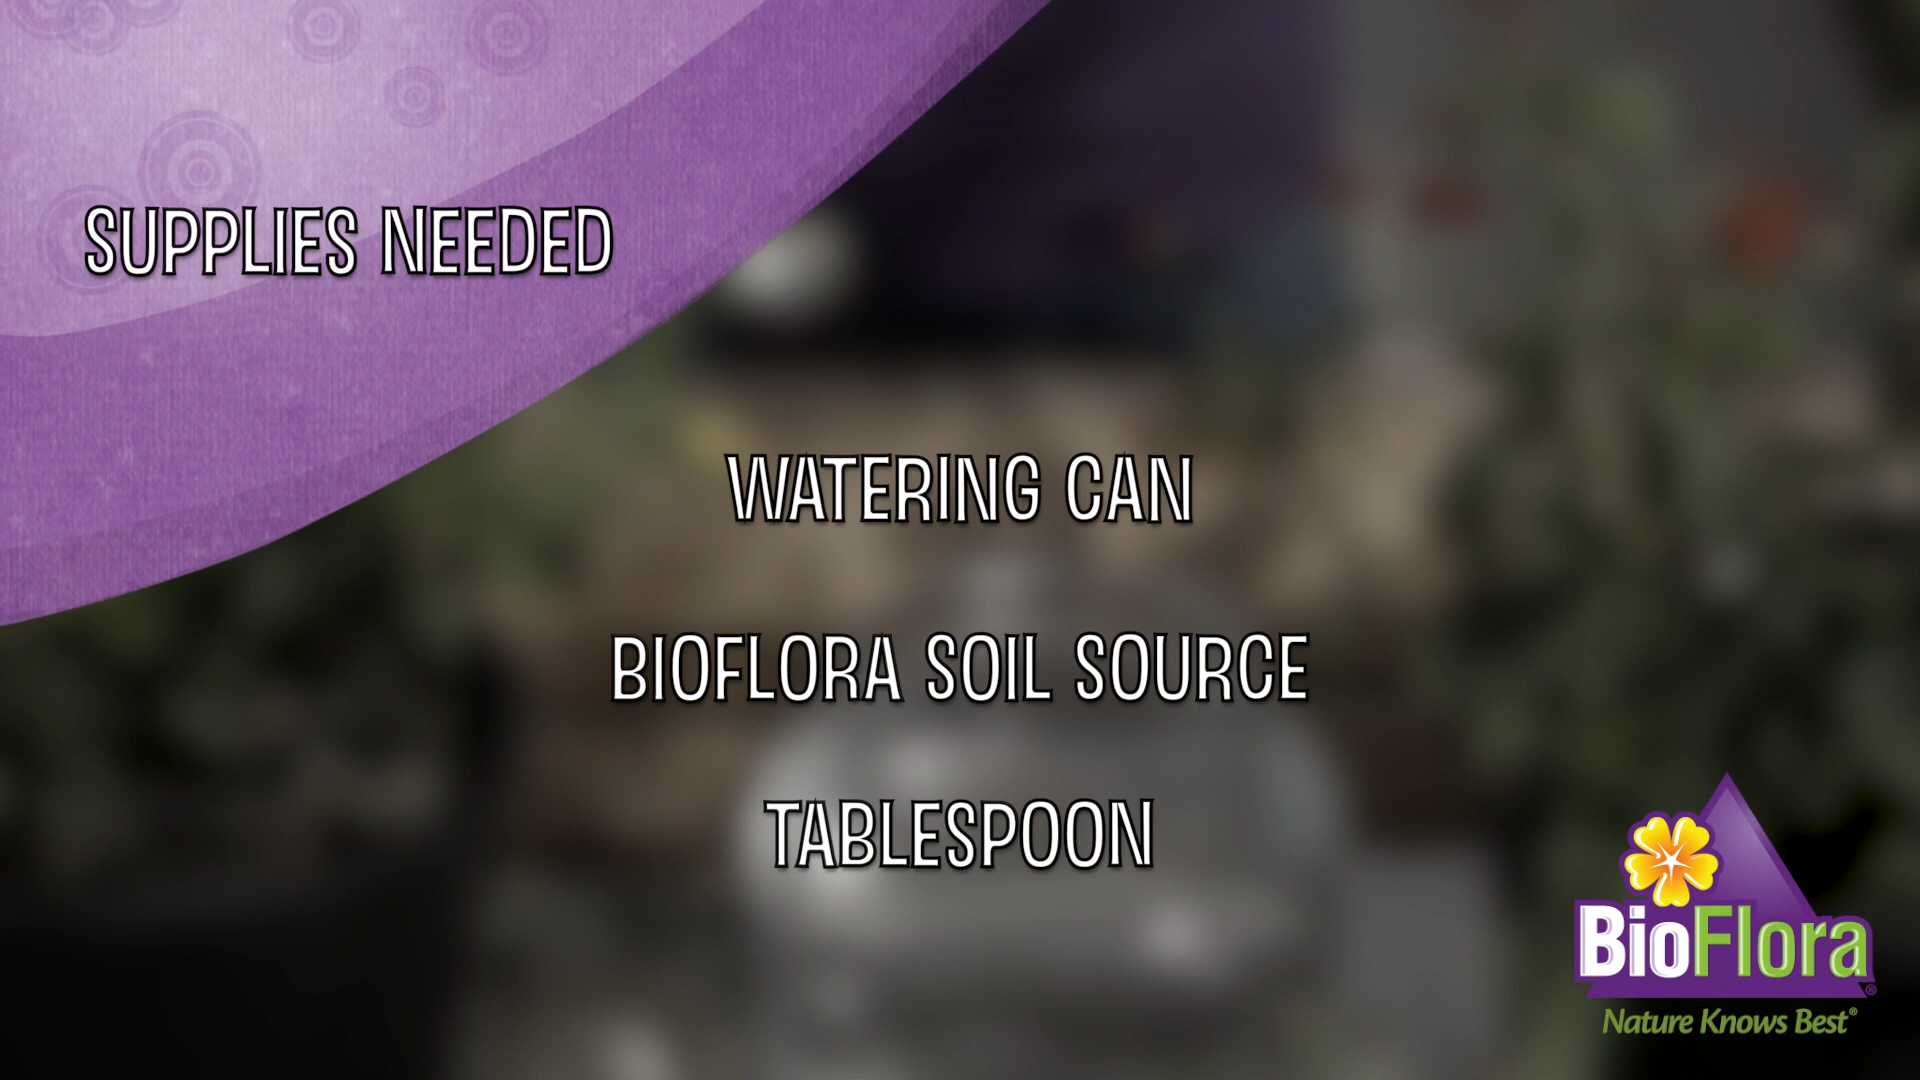 SUPPLIES NEEDED
WATERING CAN
BIOFLORA SOIL SOURCE
TABLESPOON
BioFlora®
Nature Knows Best®